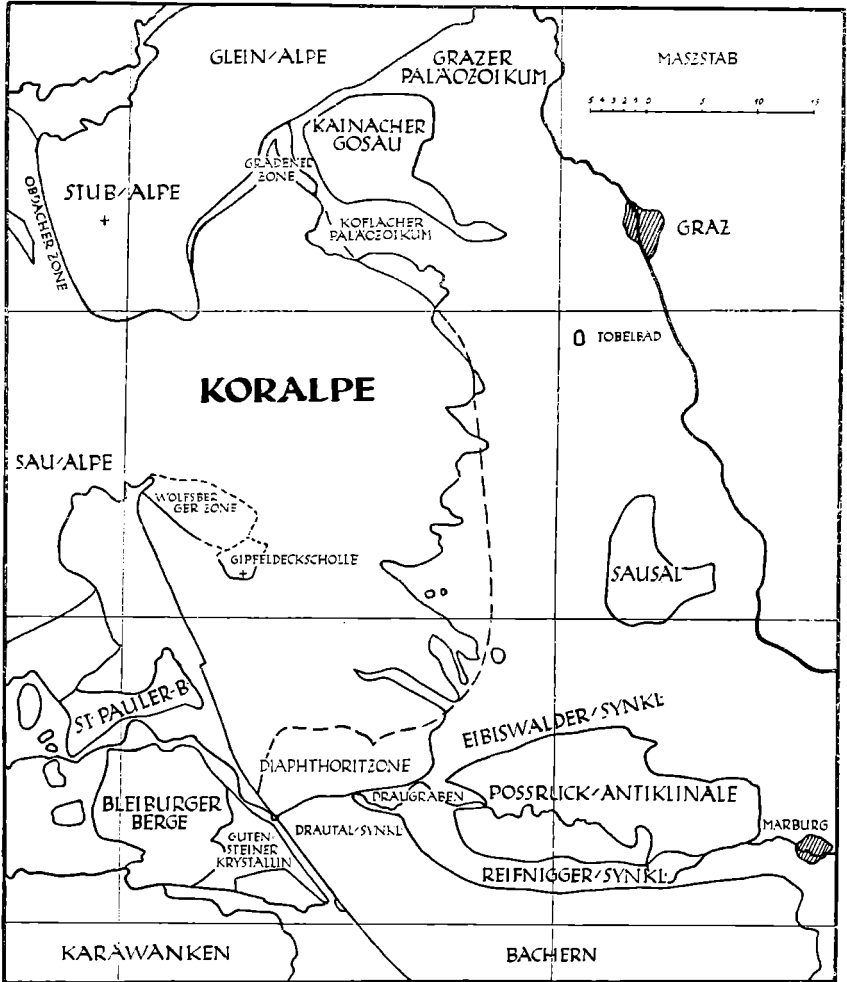 GLEIN/ALPE
GRAZER
PALÄOZOIKUM
MASZSTAB
5 4 3 2 1 0 5 10 15
KAINACHER
GOSAU
GRADENER
ZONE
STUB/ALPE
OBDACHER ZONE
KOFLACHER
PALÄOZOIKUM
GRAZ
TOBELBAD
KORALPE
SAU/ALPE
WOLFSBER
GER ZONE
GIPFELDECKSCHOLLE
SAUSAL
ST. PAULER-B.
EIBISWALDER/SYNKL.
DIAPHTHORITZONE
DRAUGRABEN
POSSRUCK/ANTIKLINALE
BLEIBURGER
BERGE
GUTEN-
STEINER
KRYSTALLIN
DRAUTAL/SYNKL.
MARBURG
REIFNIGGER/SYNKL.
KARAWANKEN
BACHERN